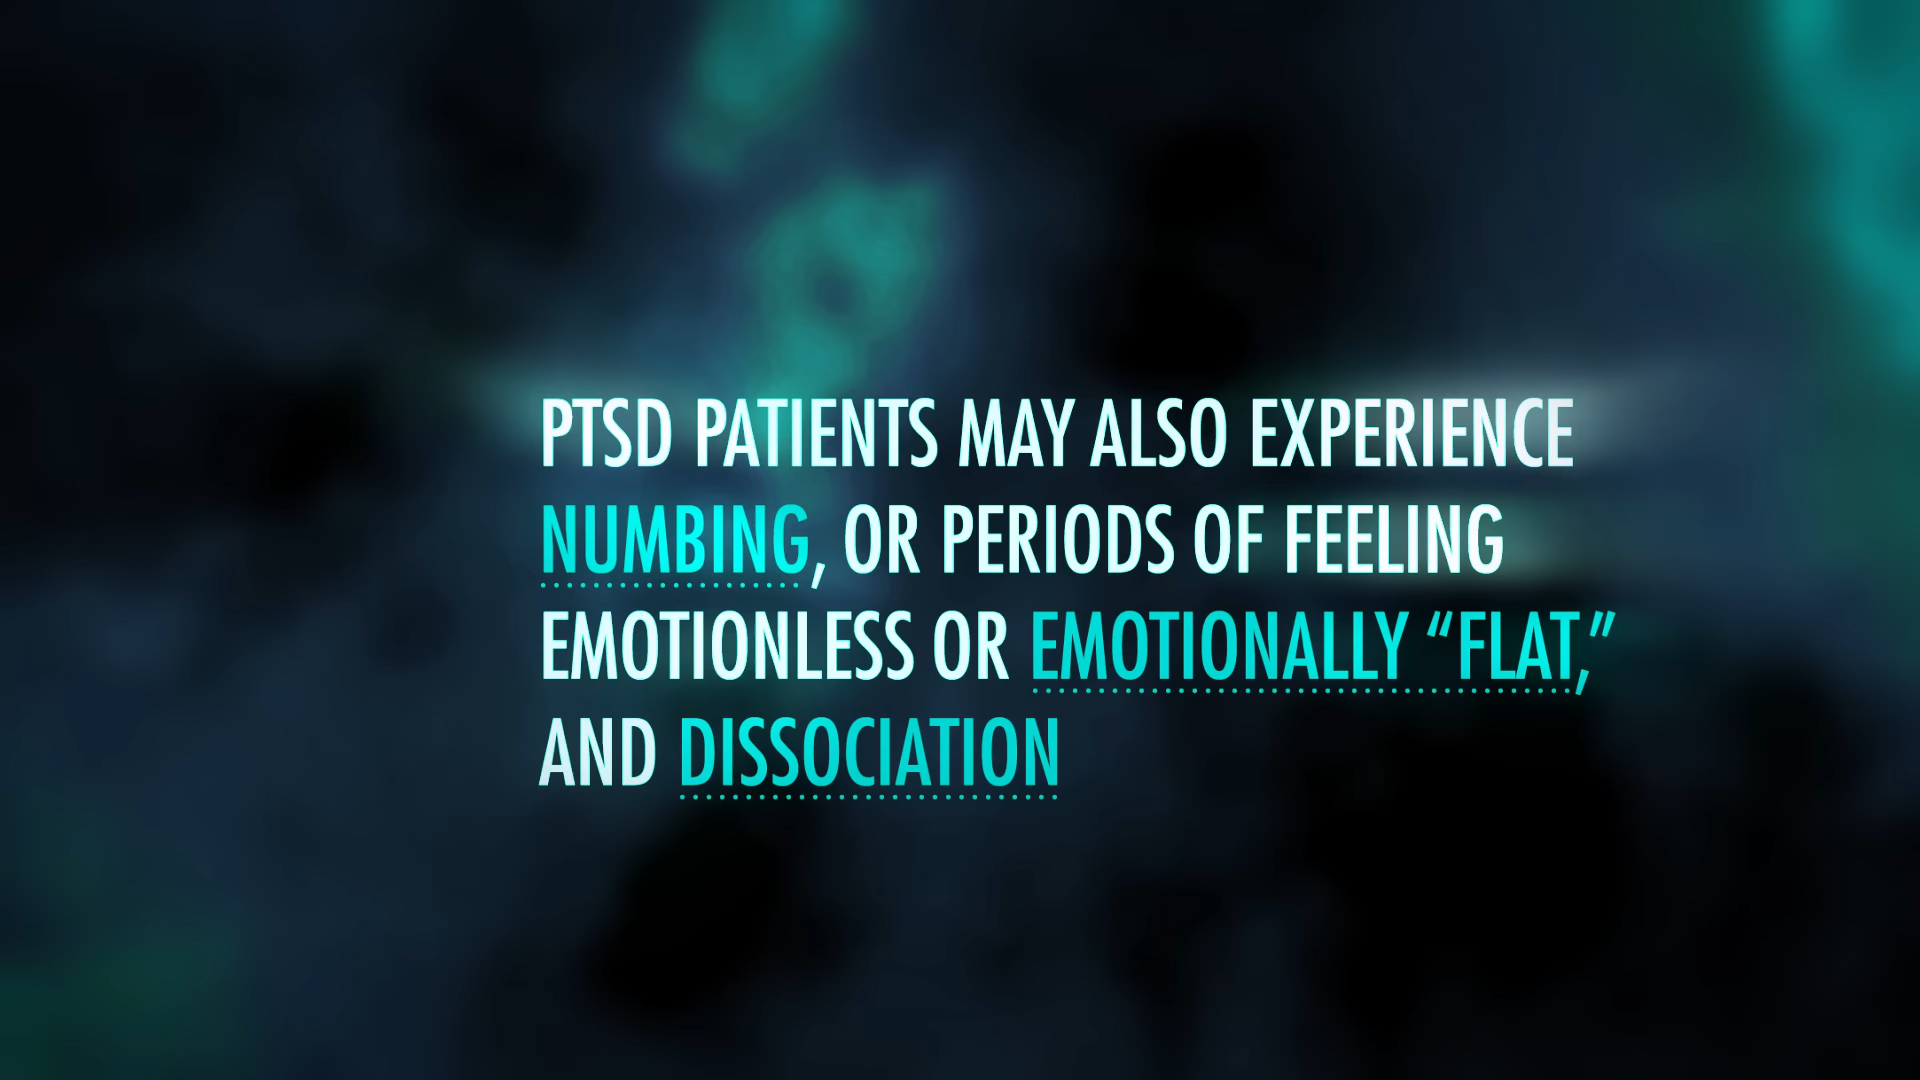 PTSD PATIENTS MAY ALSO EXPERIENCE
NUMBING, OR PERIODS OF FEELING
EMOTIONLESS OR EMOTIONALLY “FLAT,”
AND DISSOCIATION